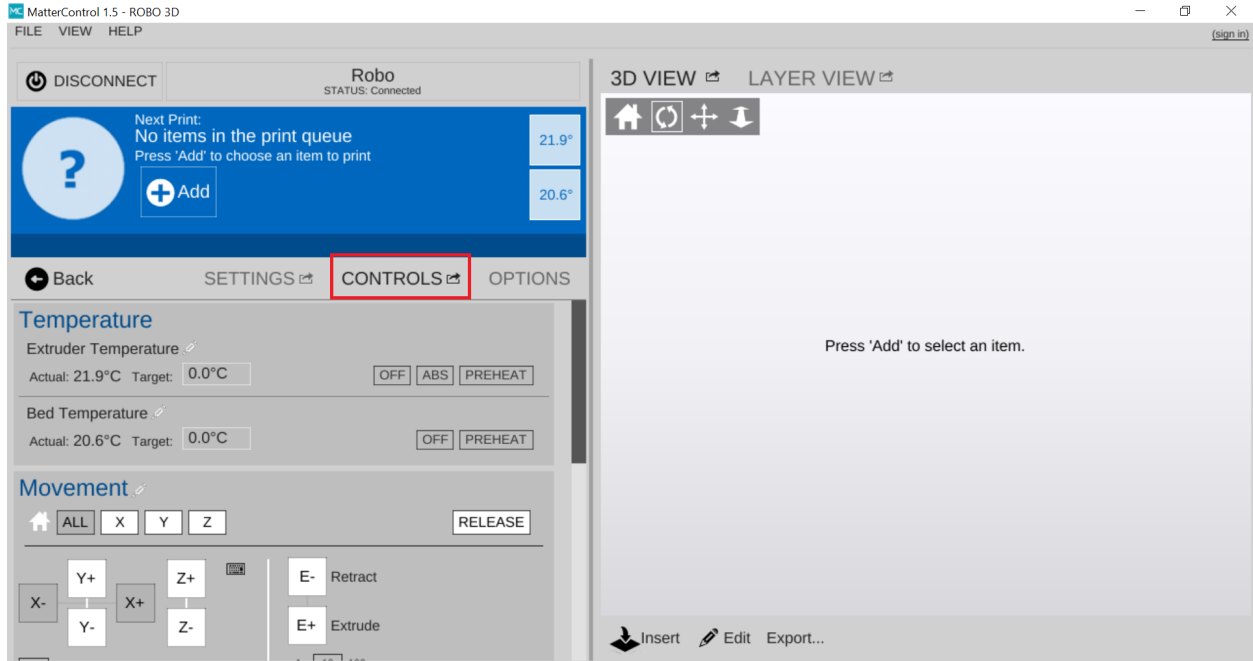 MC MatterControl 1.5 - ROBO 3D
FILE VIEW HELP
(sign in)
DISCONNECT
Robo
STATUS: Connected
Next Print:
No items in the print queue
Press 'Add' to choose an item to print
Add
21.9°
20.6°
Back SETTINGS CONTROLS OPTIONS
Temperature
Extruder Temperature
Actual: 21.9°C Target: 0.0°C OFF ABS PREHEAT
Bed Temperature
Actual: 20.6°C Target: 0.0°C OFF PREHEAT
Movement
ALL X Y Z RELEASE
Y+ Z+ E- Retract
X- X+
Y- Z- E+ Extrude
3D VIEW LAYER VIEW
Press 'Add' to select an item.
Insert Edit Export...